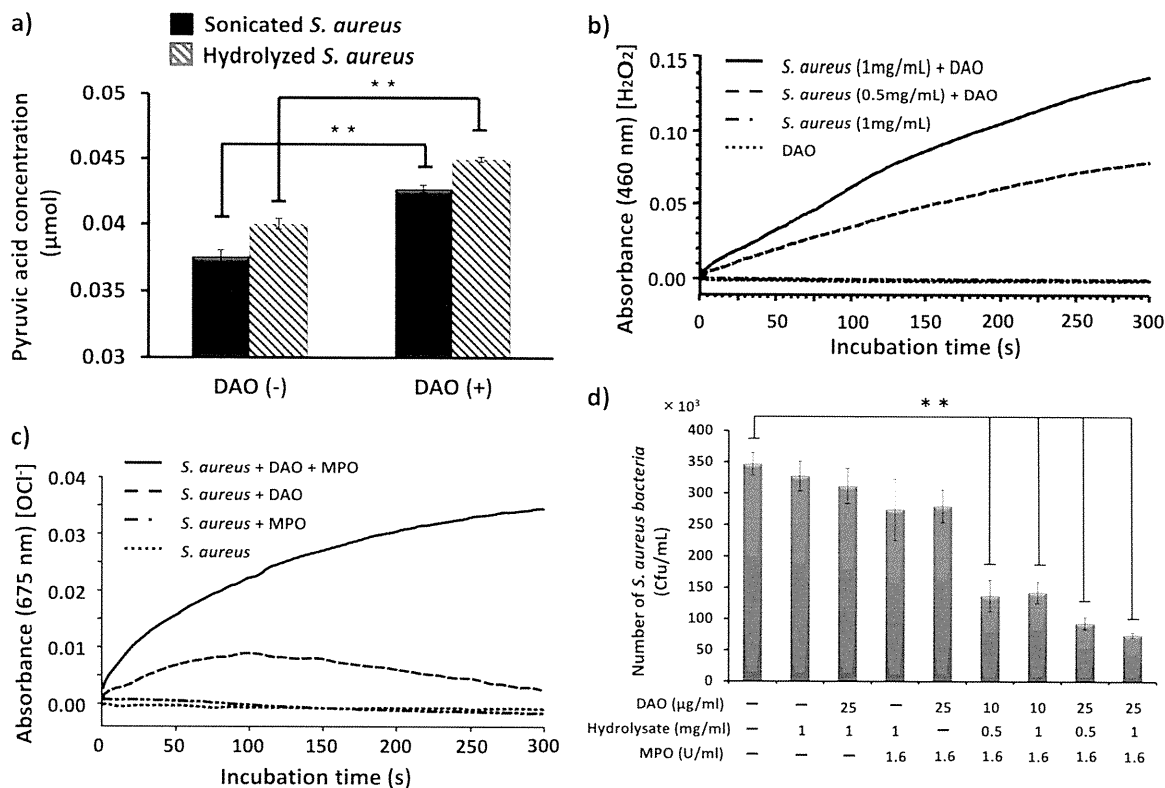 a)
Sonicated S. aureus
Hydrolyzed S. aureus
Pyruvic acid concentration
(µmol)
0.05
0.045
0.04
0.035
0.03
* *
* *
DAO (-)
DAO (+)
b)
S. aureus (1mg/mL) + DAO
S. aureus (0.5mg/mL) + DAO
S. aureus (1mg/mL)
DAO
Absorbance (460 nm) [H₂O₂]
0.15
0.10
0.05
0.00
0 50 100 150 200 250 300
Incubation time (s)
c)
S. aureus + DAO + MPO
S. aureus + DAO
S. aureus + MPO
S. aureus
Absorbance (675 nm) [OCl⁻]
0.04
0.03
0.02
0.01
0.00
0 50 100 150 200 250 300
Incubation time (s)
d)
× 10³
* *
Number of S. aureus bacteria
(Cfu/mL)
400
350
300
250
200
150
100
50
0
DAO (µg/ml) – – 25 – 25 10 10 25 25
Hydrolysate (mg/ml) – 1 1 1 – 0.5 1 0.5 1
MPO (U/ml) – – – 1.6 1.6 1.6 1.6 1.6 1.6